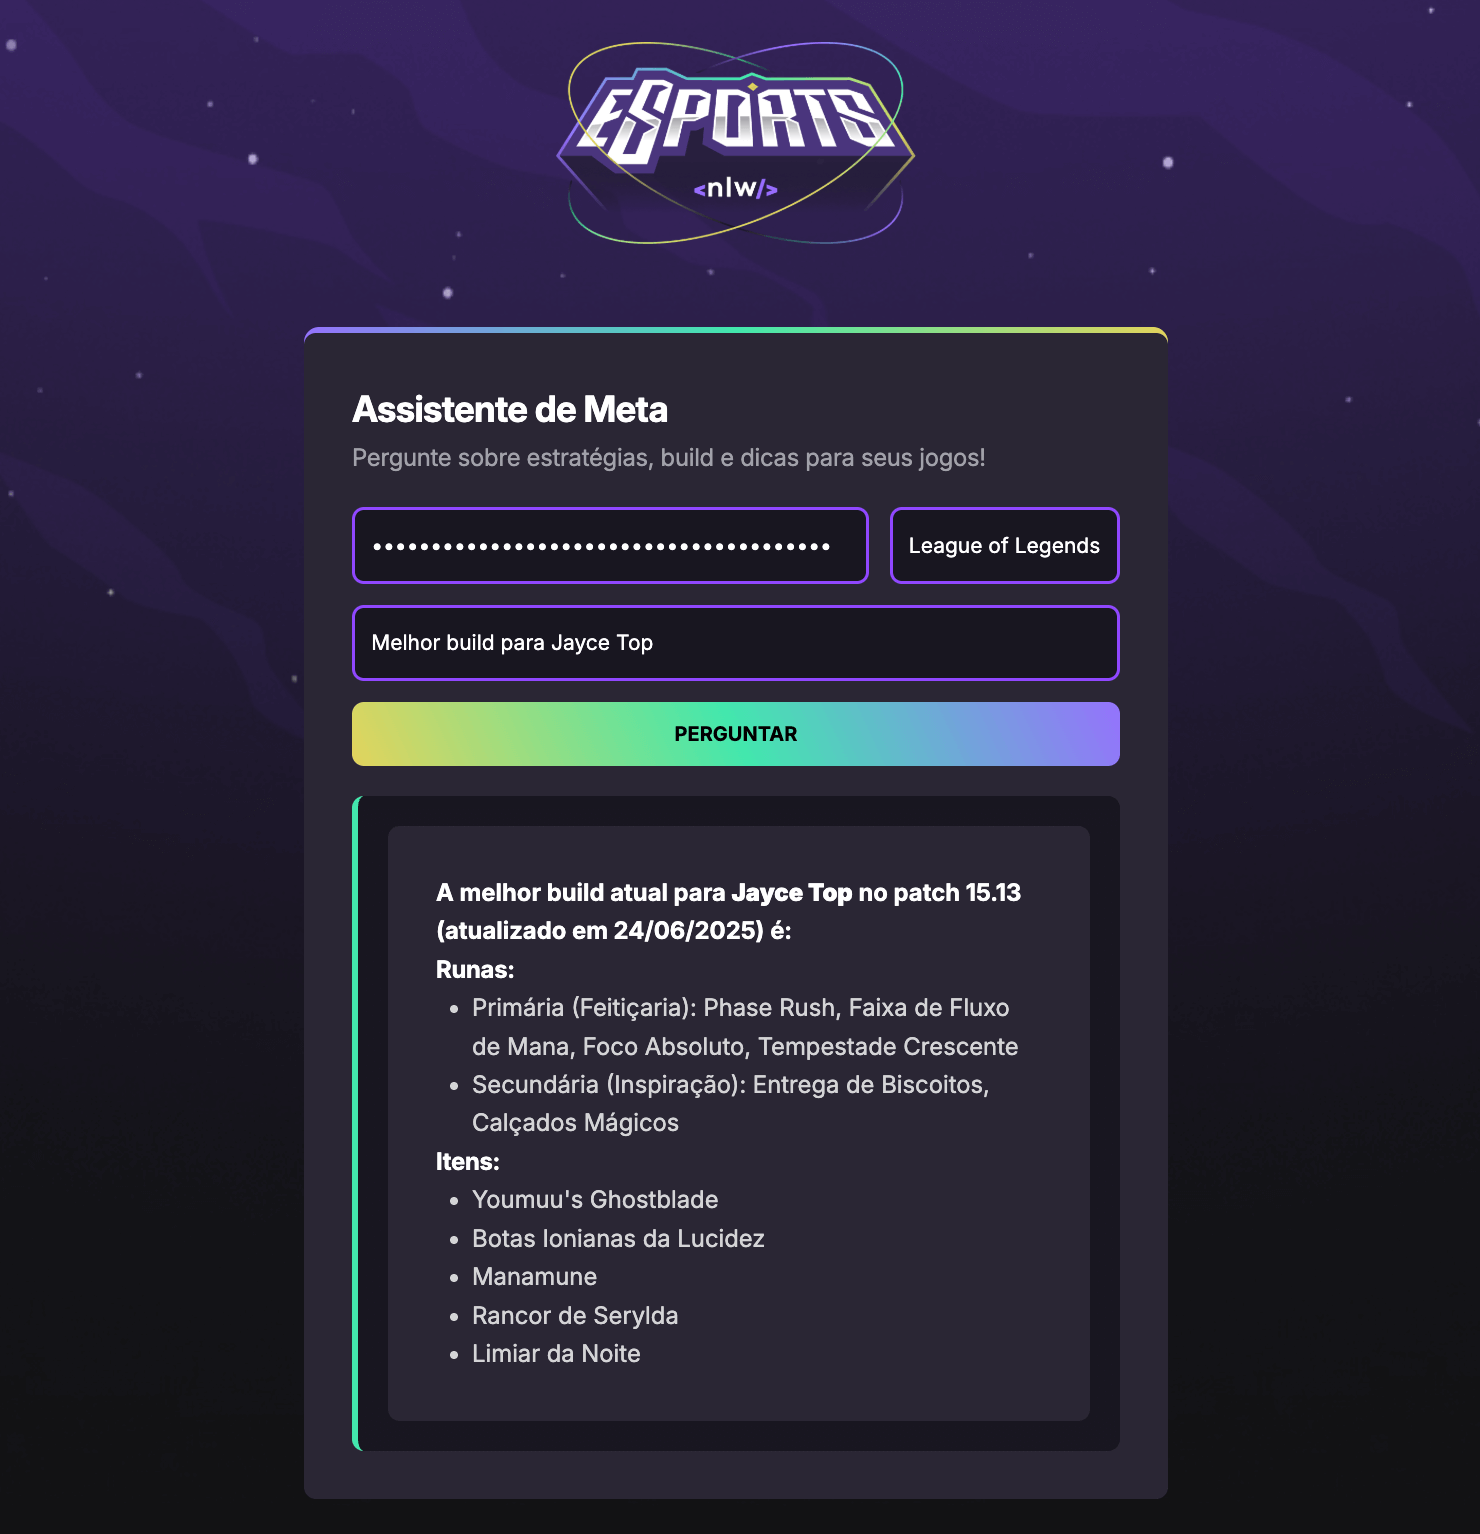 ESPORTS
<nlw/>
Assistente de Meta
Pergunte sobre estratégias, build e dicas para seus jogos!
•••••••••••••••••••••••••••••••••••••••
League of Legends
Melhor build para Jayce Top
PERGUNTAR
A melhor build atual para Jayce Top no patch 15.13
(atualizado em 24/06/2025) é:
Runas:
• Primária (Feitiçaria): Phase Rush, Faixa de Fluxo
de Mana, Foco Absoluto, Tempestade Crescente
• Secundária (Inspiração): Entrega de Biscoitos,
Calçados Mágicos
Itens:
• Youmuu's Ghostblade
• Botas Ionianas da Lucidez
• Manamune
• Rancor de Serylda
• Limiar da Noite